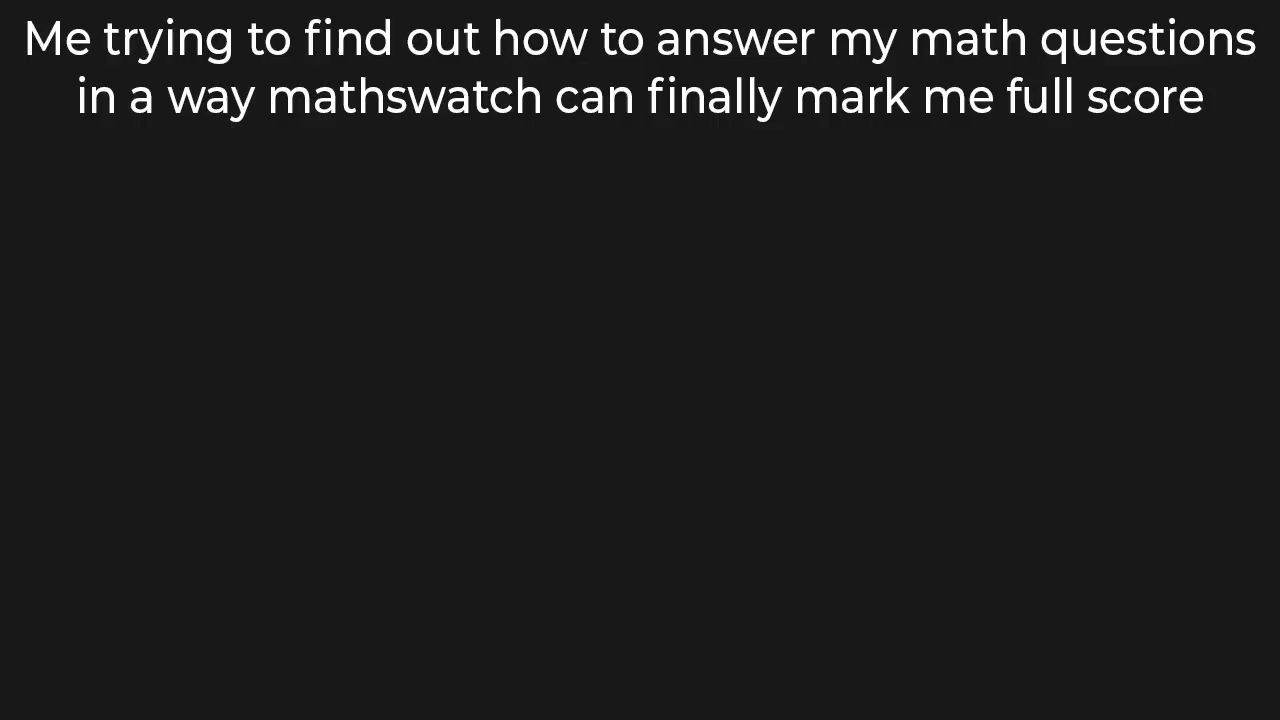 Me trying to find out how to answer my math questions
in a way mathswatch can finally mark me full score